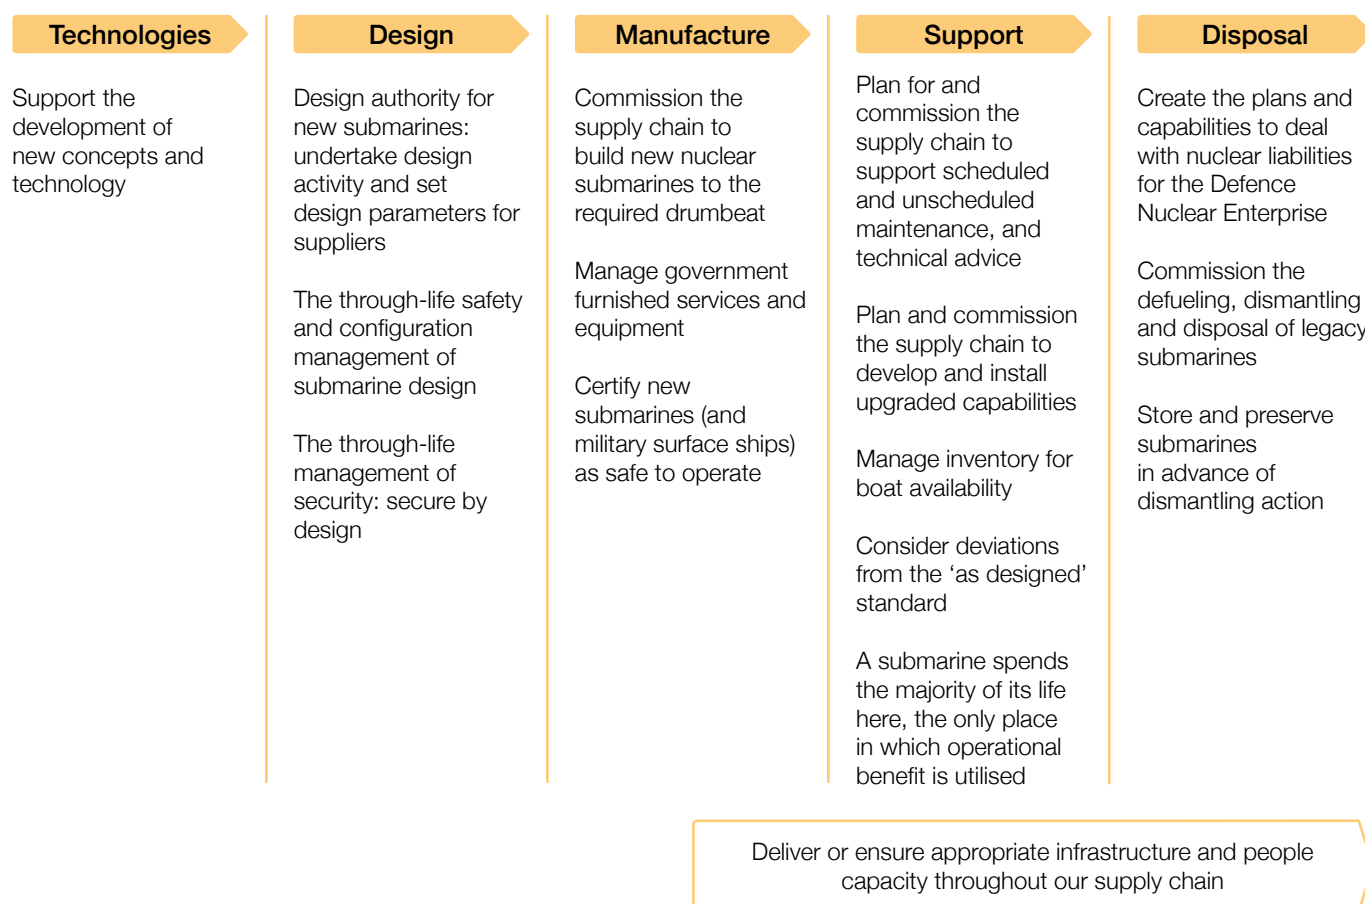 Technologies
Support the
development of
new concepts and
technology
Design
Design authority for
new submarines:
undertake design
activity and set
design parameters for
suppliers
The through-life safety
and configuration
management of
submarine design
The through-life
management of
security: secure by
design
Manufacture
Commission the
supply chain to
build new nuclear
submarines to the
required drumbeat
Manage government
furnished services and
equipment
Certify new
submarines (and
military surface ships)
as safe to operate
Support
Plan for and
commission the
supply chain to
support scheduled
and unscheduled
maintenance, and
technical advice
Plan and commission
the supply chain to
develop and install
upgraded capabilities
Manage inventory for
boat availability
Consider deviations
from the ‘as designed’
standard
A submarine spends
the majority of its life
here, the only place
in which operational
benefit is utilised
Disposal
Create the plans and
capabilities to deal
with nuclear liabilities
for the Defence
Nuclear Enterprise
Commission the
defueling, dismantling
and disposal of legacy
submarines
Store and preserve
submarines
in advance of
dismantling action
Deliver or ensure appropriate infrastructure and people
capacity throughout our supply chain